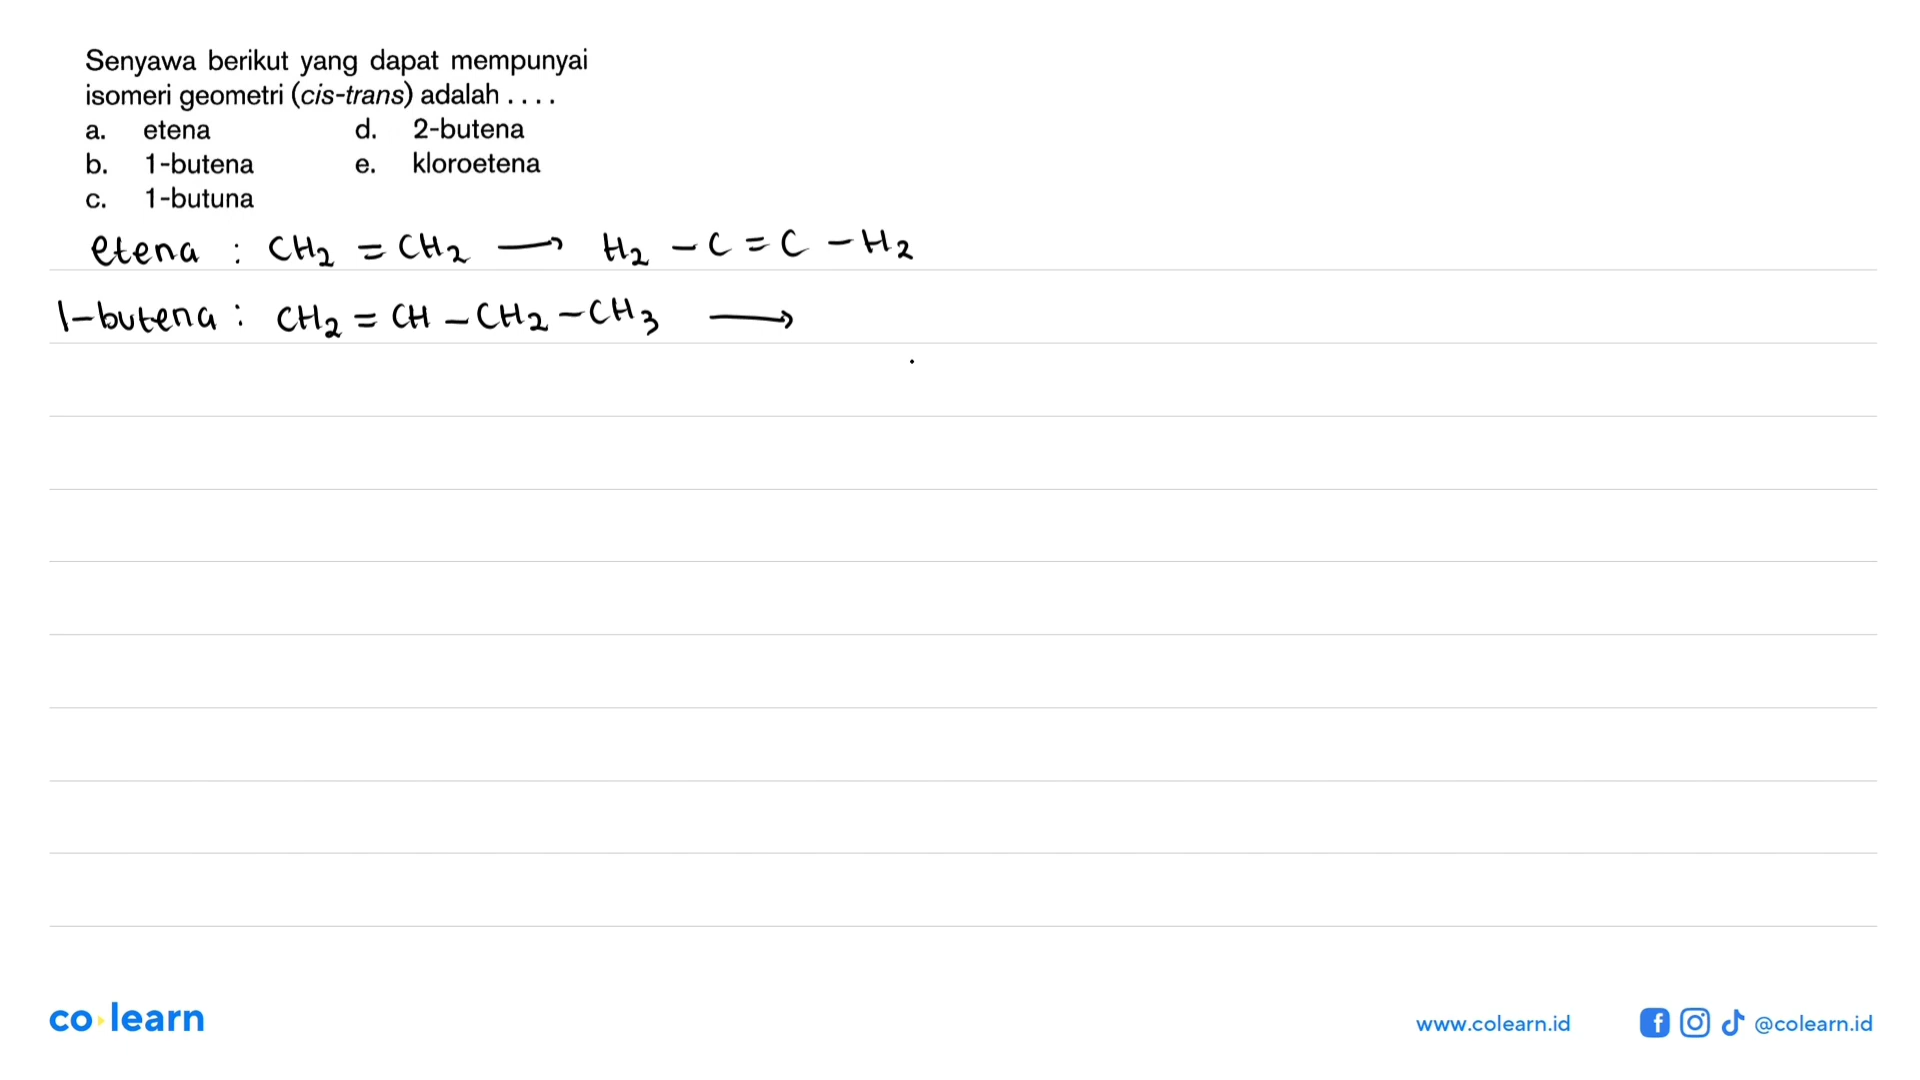 Senyawa berikut yang dapat mempunyai
isomeri geometri (cis-trans) adalah . . . .
a. etena d. 2-butena
b. 1-butena e. kloroetena
c. 1-butuna
etena : CH₂ = CH₂ → H₂ – C = C – H₂
1-butena : CH₂ = CH – CH₂ – CH₃ →
co learn
www.colearn.id @colearn.id